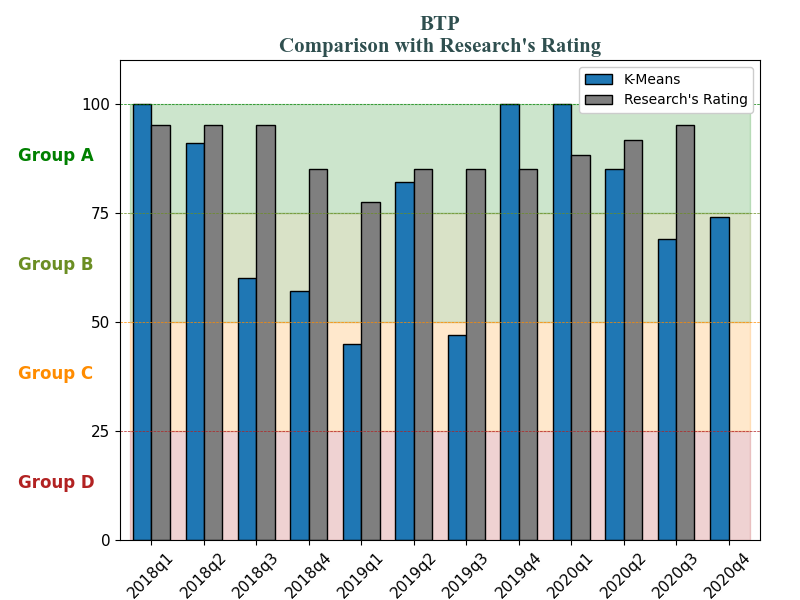 BTP
Comparison with Research's Rating
K-Means
Research's Rating
100
Group A
75
Group B
50
Group C
25
Group D
0
2018q1
2018q2
2018q3
2018q4
2019q1
2019q2
2019q3
2019q4
2020q1
2020q2
2020q3
2020q4